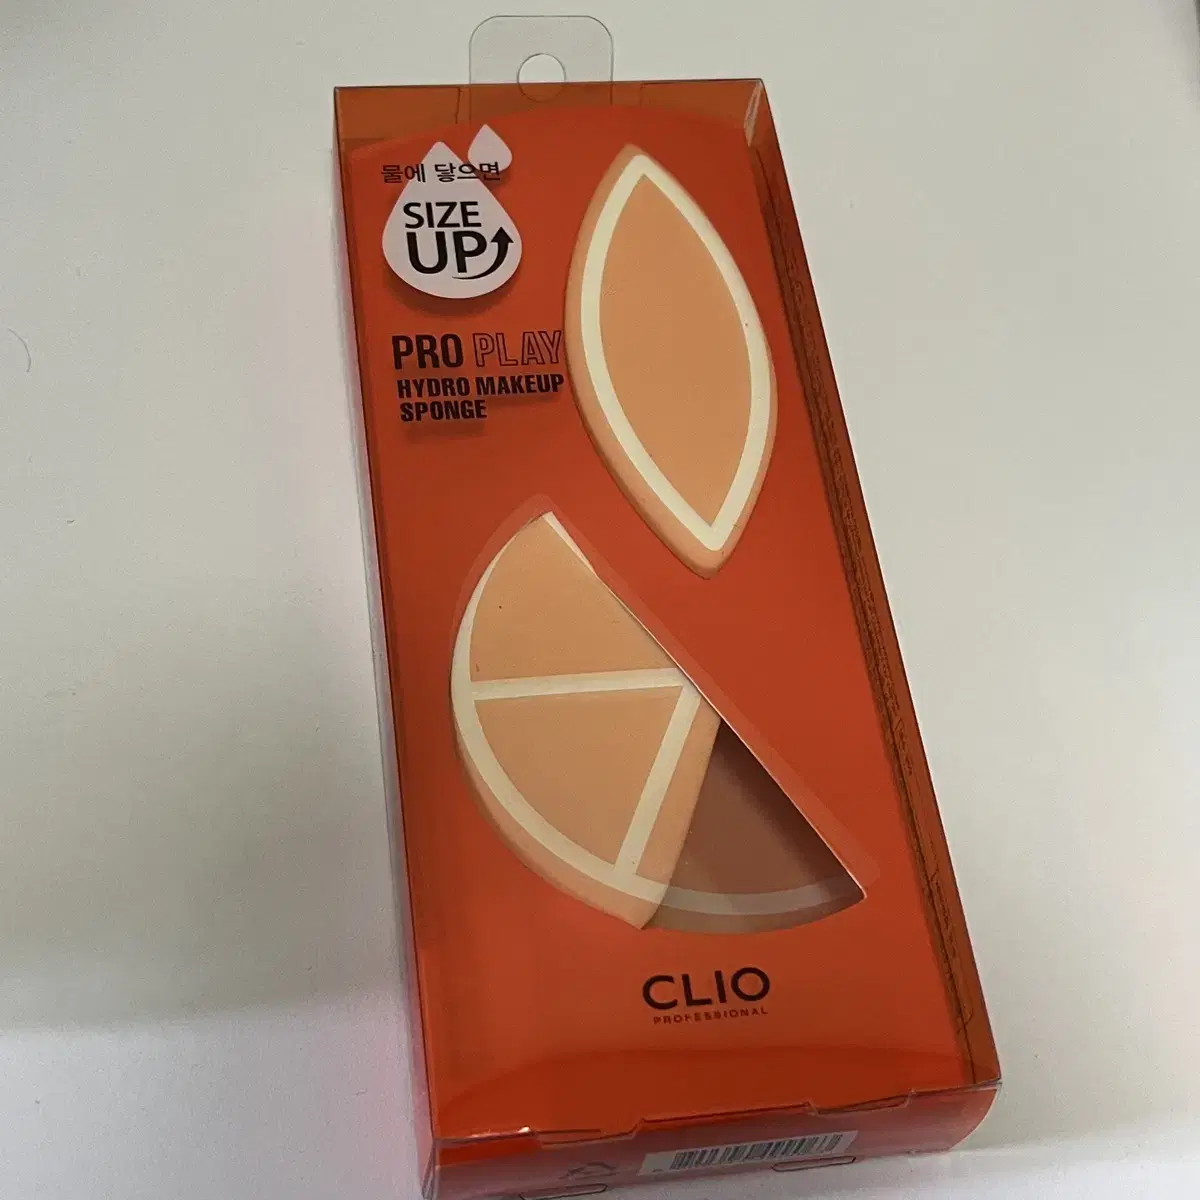 물에 닿으면
SIZE
UP
PRO PLAY
HYDRO MAKEUP
SPONGE
CLIO
PROFESSIONAL